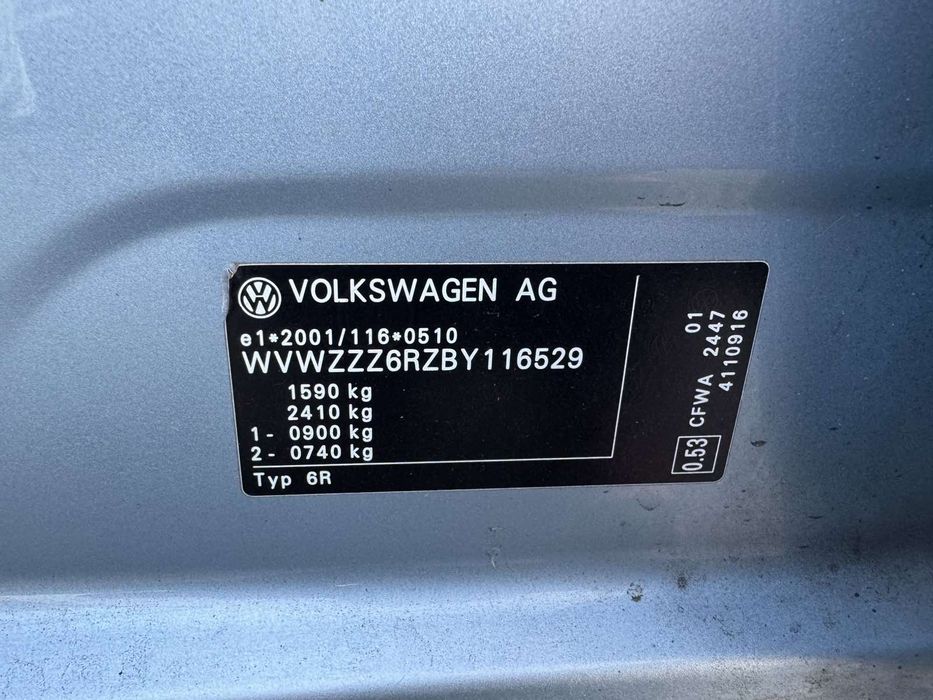 VOLKSWAGEN AG
e1*2001/116*0510
WVWZZZ6RZBY116529
1590 kg
2410 kg
1- 0900 kg
2- 0740 kg
Typ 6R
0.53 CFWA 2447 01
4110916